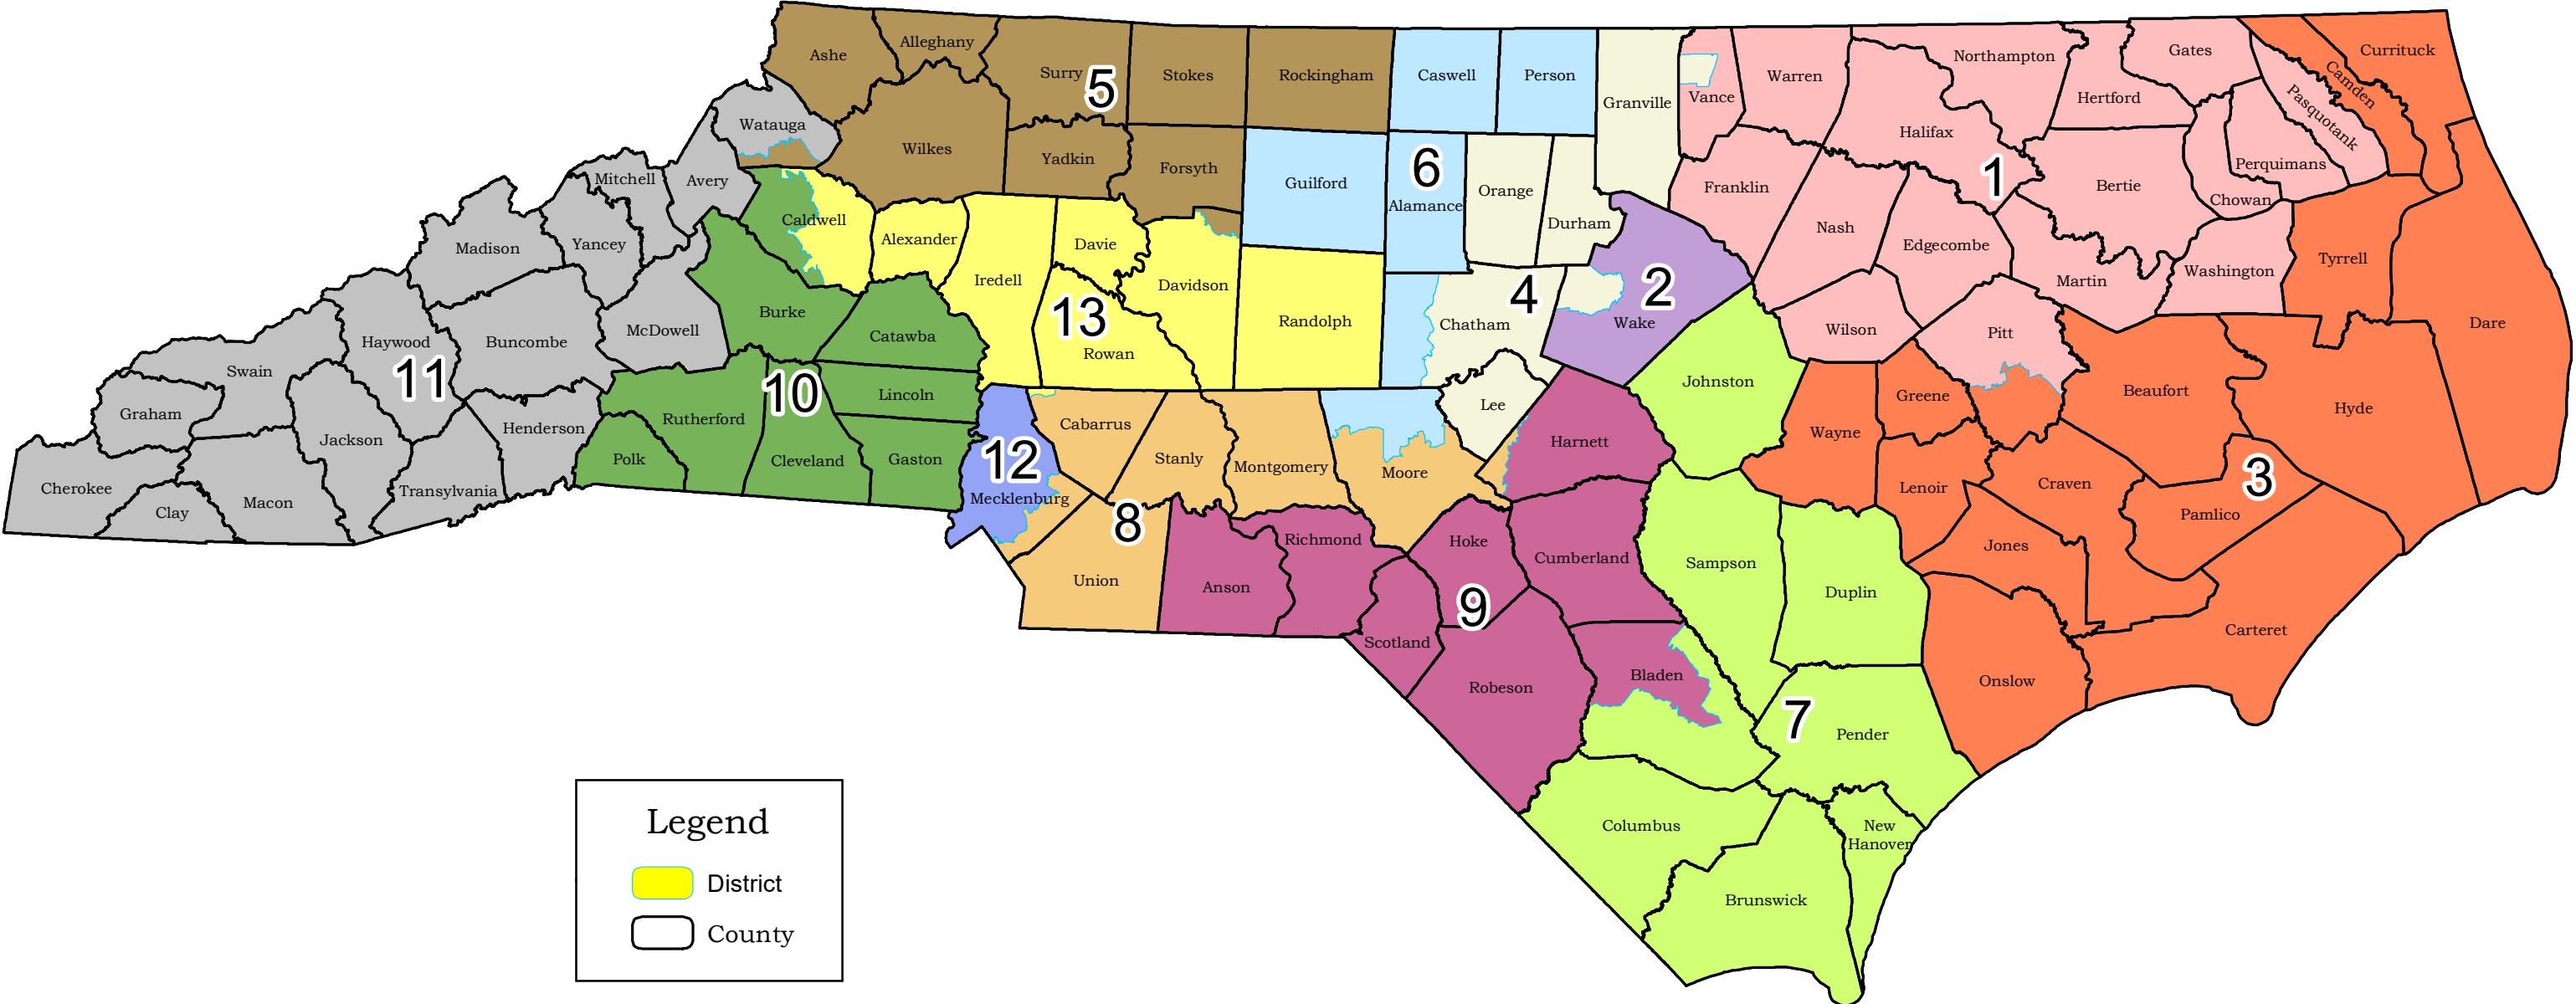 Ashe
Alleghany
Surry
5
Stokes
Rockingham
Caswell
Person
Granville
Vance
Warren
Northampton
Gates
Currituck
Camden
Hertford
Pasquotank
Halifax
Watauga
Wilkes
Yadkin
Forsyth
Guilford
6
Alamance
Orange
Durham
Franklin
1
Bertie
Perquimans
Chowan
Mitchell
Avery
Caldwell
Alexander
Davie
Nash
Edgecombe
Madison
Yancey
Iredell
Davidson
Martin
Washington
Tyrrell
4
2
Burke
13
Randolph
Chatham
Wake
Wilson
Pitt
Dare
McDowell
Catawba
Rowan
Haywood
Buncombe
Swain
11
10
Lincoln
Johnston
Greene
Beaufort
Hyde
Graham
Rutherford
Cabarrus
Lee
Jackson
Henderson
Harnett
Wayne
Polk
Cleveland
Gaston
12
Stanly
Montgomery
Moore
3
Cherokee
Clay
Macon
Transylvania
Mecklenburg
Lenoir
Craven
Pamlico
8
Richmond
Hoke
Cumberland
Sampson
Jones
Union
Anson
9
Duplin
Scotland
Carteret
Robeson
Bladen
Onslow
7
Pender
Columbus
New
Hanover
Brunswick
Legend
District
County